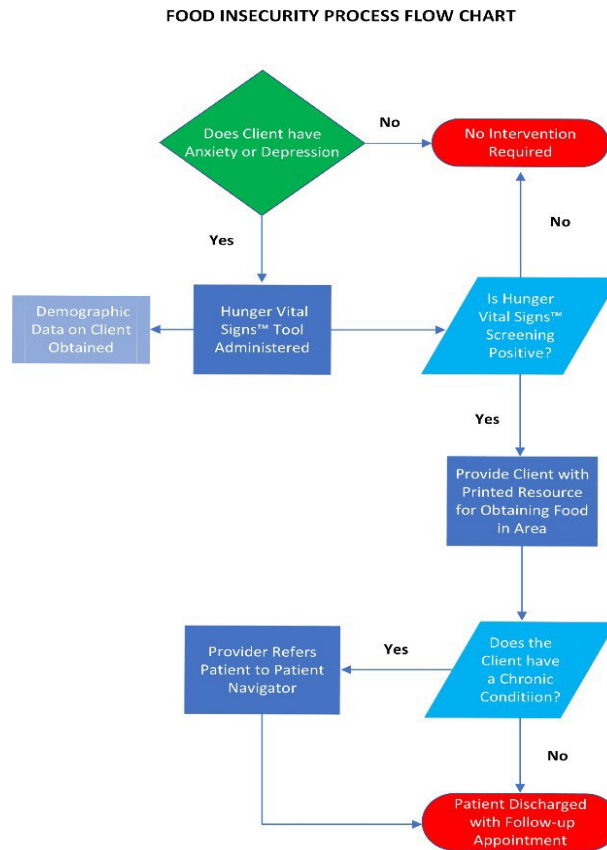 FOOD INSECURITY PROCESS FLOW CHART
Does Client have
Anxiety or Depression
No
No Intervention
Required
Yes
No
Demographic
Data on Client
Obtained
Hunger Vital
Signs™ Tool
Administered
Is Hunger
Vital Signs™
Screening
Positive?
Yes
Provide Client with
Printed Resource
for Obtaining Food
in Area
Provider Refers
Patient to Patient
Navigator
Yes
Does the
Client have
a Chronic
Conditiion?
No
Patient Discharged
with Follow-up
Appointment